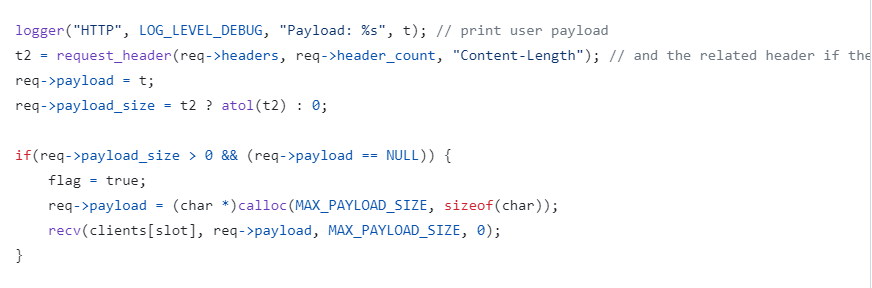 logger("HTTP", LOG_LEVEL_DEBUG, "Payload: %s", t); // print user payload
t2 = request_header(req->headers, req->header_count, "Content-Length"); // and the related header if the
req->payload = t;
req->payload_size = t2 ? atol(t2) : 0;
if(req->payload_size > 0 && (req->payload == NULL)) {
flag = true;
req->payload = (char *)calloc(MAX_PAYLOAD_SIZE, sizeof(char));
recv(clients[slot], req->payload, MAX_PAYLOAD_SIZE, 0);
}